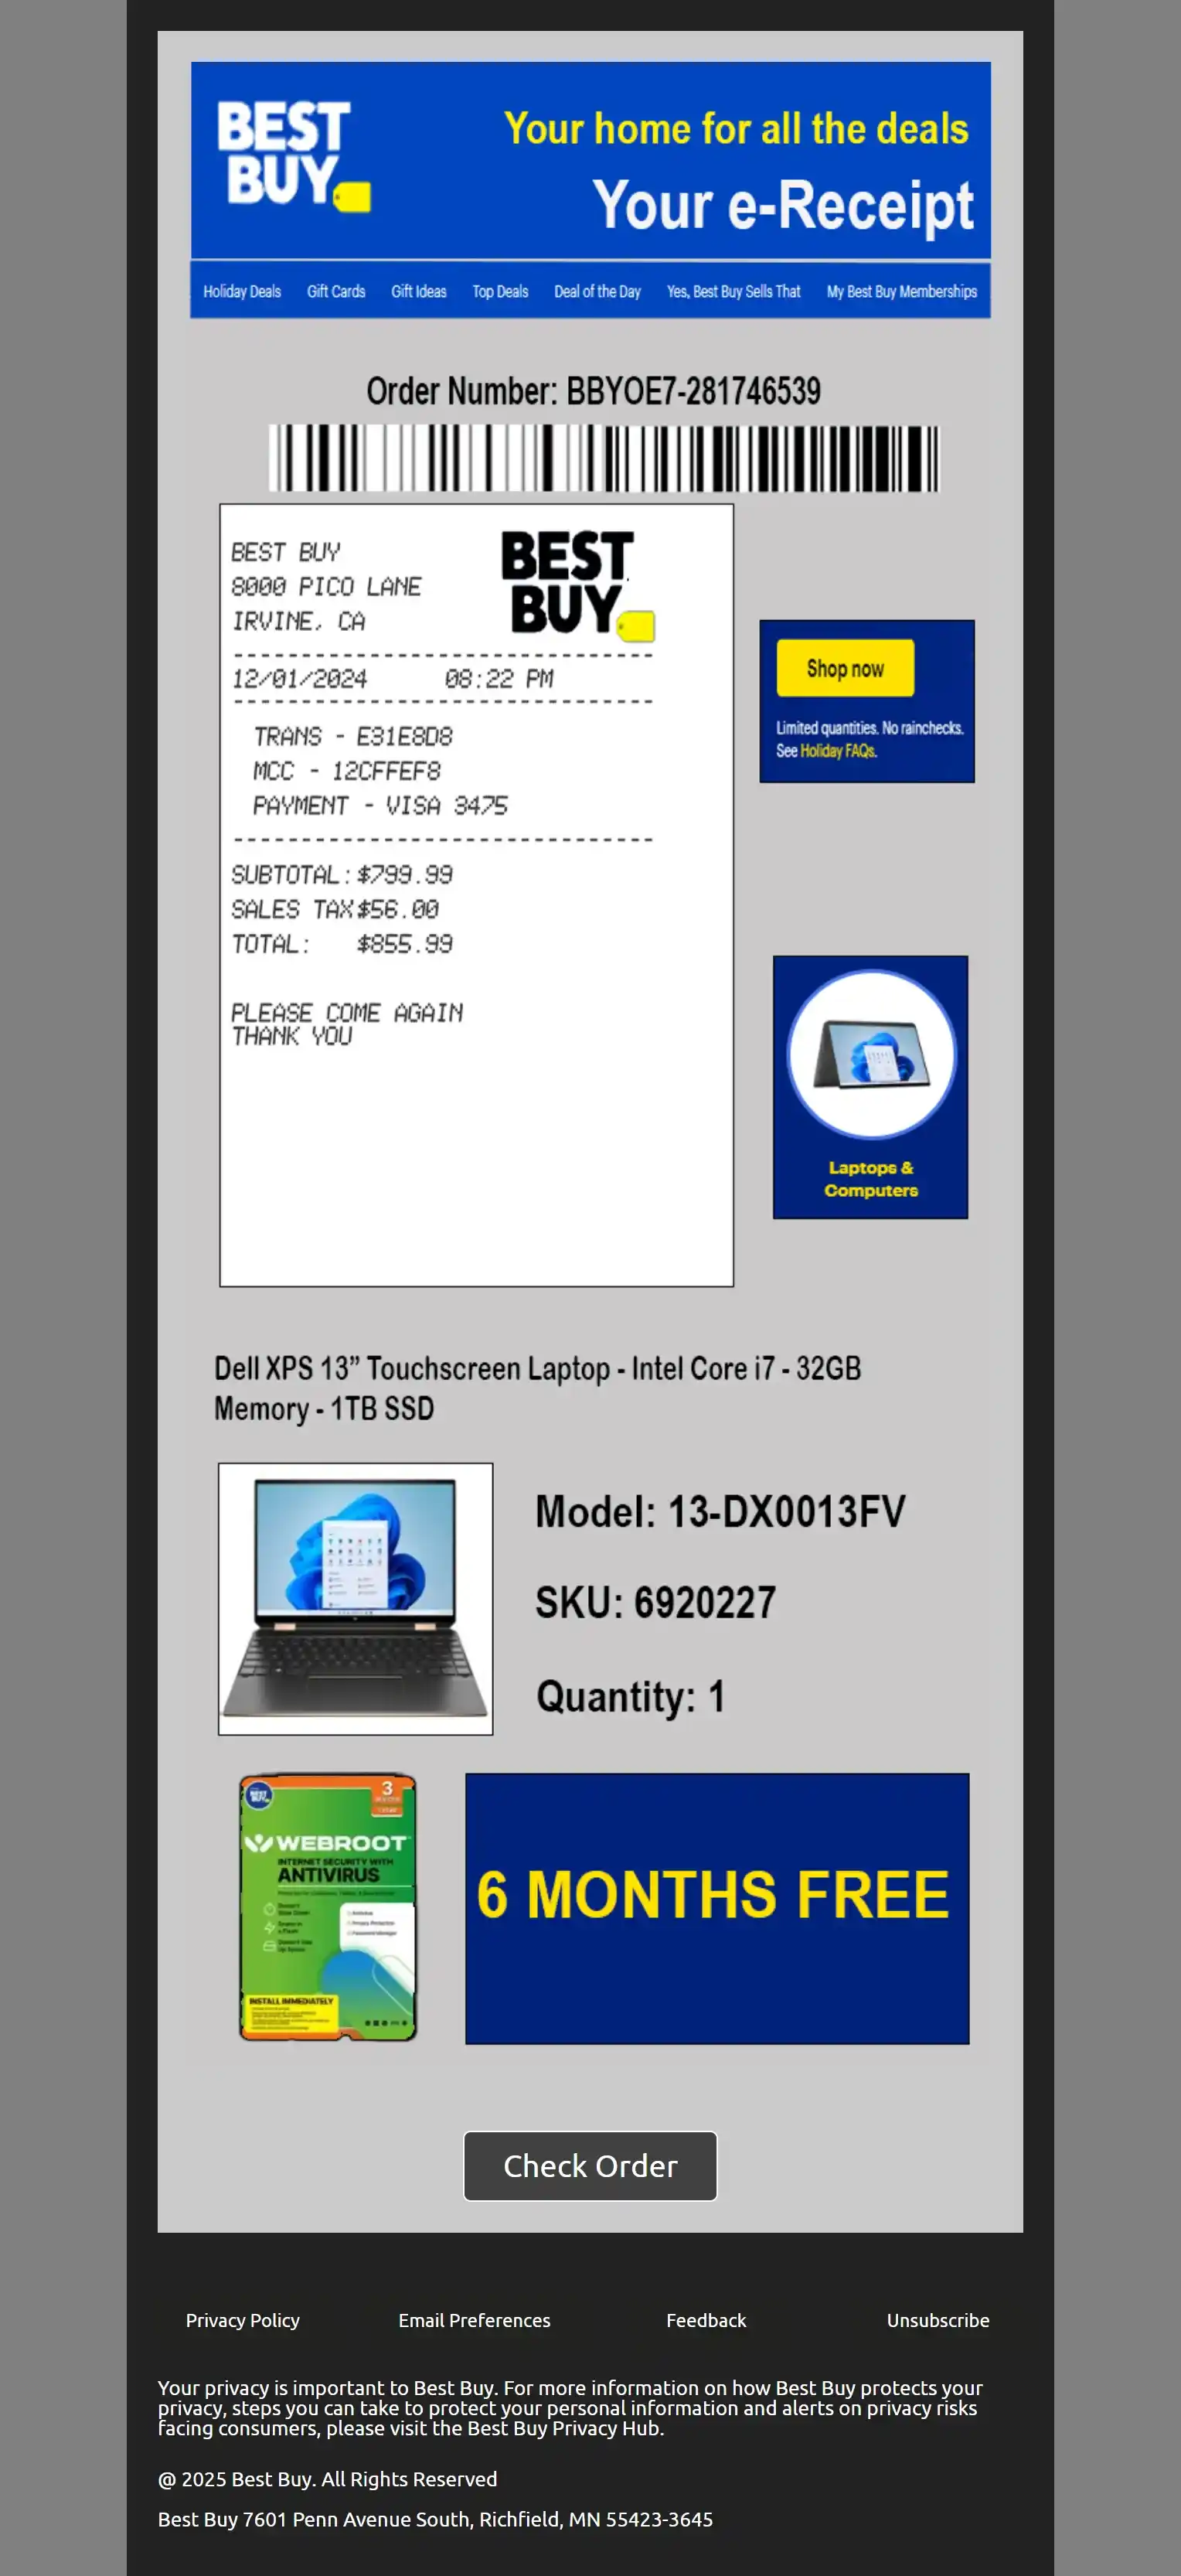 BEST
BUY
Your home for all the deals
Your e-Receipt
Holiday Deals Gift Cards Gift Ideas Top Deals Deal of the Day Yes, Best Buy Sells That My Best Buy Memberships
Order Number: BBYOE7-281746539
BEST BUY
8000 PICO LANE
IRVINE, CA
BEST
BUY
12/01/2024 08:22 PM
TRANS - E31E8D8
MCC - 12CFFEF8
PAYMENT - VISA 3475
SUBTOTAL:$799.99
SALES TAX$56.00
TOTAL: $855.99
PLEASE COME AGAIN
THANK YOU
Shop now
Limited quantities. No rainchecks.
See Holiday FAQs.
Laptops &
Computers
Dell XPS 13” Touchscreen Laptop - Intel Core i7 - 32GB
Memory - 1TB SSD
Model: 13-DX0013FV
SKU: 6920227
Quantity: 1
BEST
BUY
3
WEBROOT
INTERNET SECURITY WITH
ANTIVIRUS
INSTALL IMMEDIATELY
6 MONTHS FREE
Check Order
Privacy Policy Email Preferences Feedback Unsubscribe
Your privacy is important to Best Buy. For more information on how Best Buy protects your
privacy, steps you can take to protect your personal information and alerts on privacy risks
facing consumers, please visit the Best Buy Privacy Hub.
@ 2025 Best Buy. All Rights Reserved
Best Buy 7601 Penn Avenue South, Richfield, MN 55423-3645